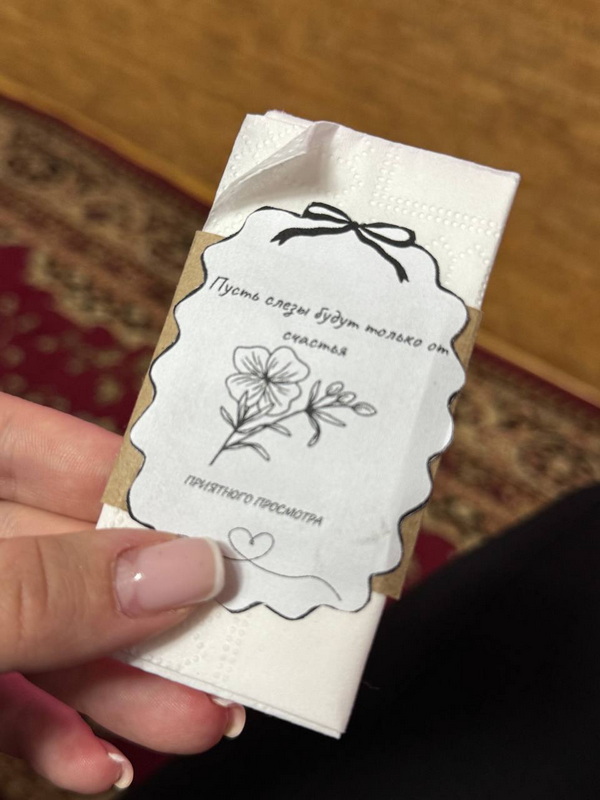 Пусть слезы будут только от
счастья
ПРИЯТНОГО ПРОСМОТРА